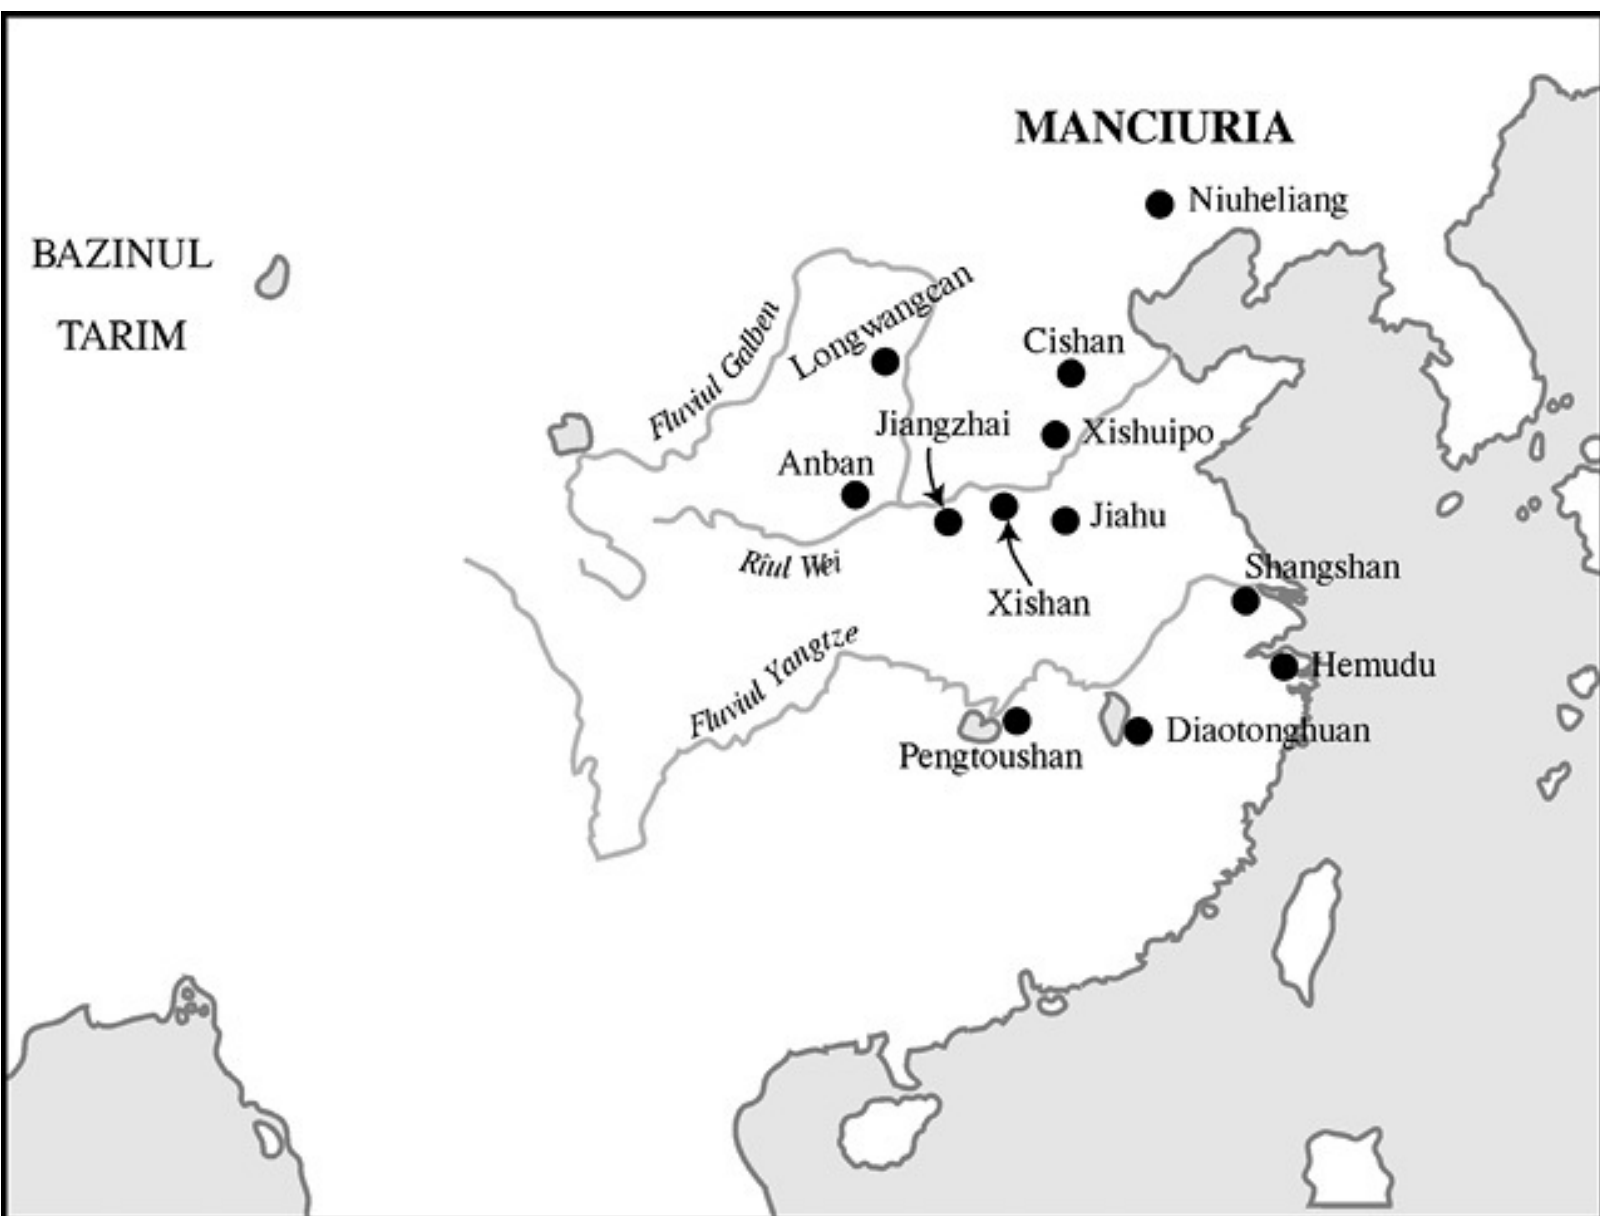 MANCIURIA
Niuheliang
BAZINUL
TARIM
Fluviul Galben
Longwangcan
Cishan
Jiangzhai
Xishuipo
Anban
Jiahu
Rîul Wei
Xishan
Shangshan
Fluviul Yangtze
Hemudu
Pengtoushan
Diaotonghuan